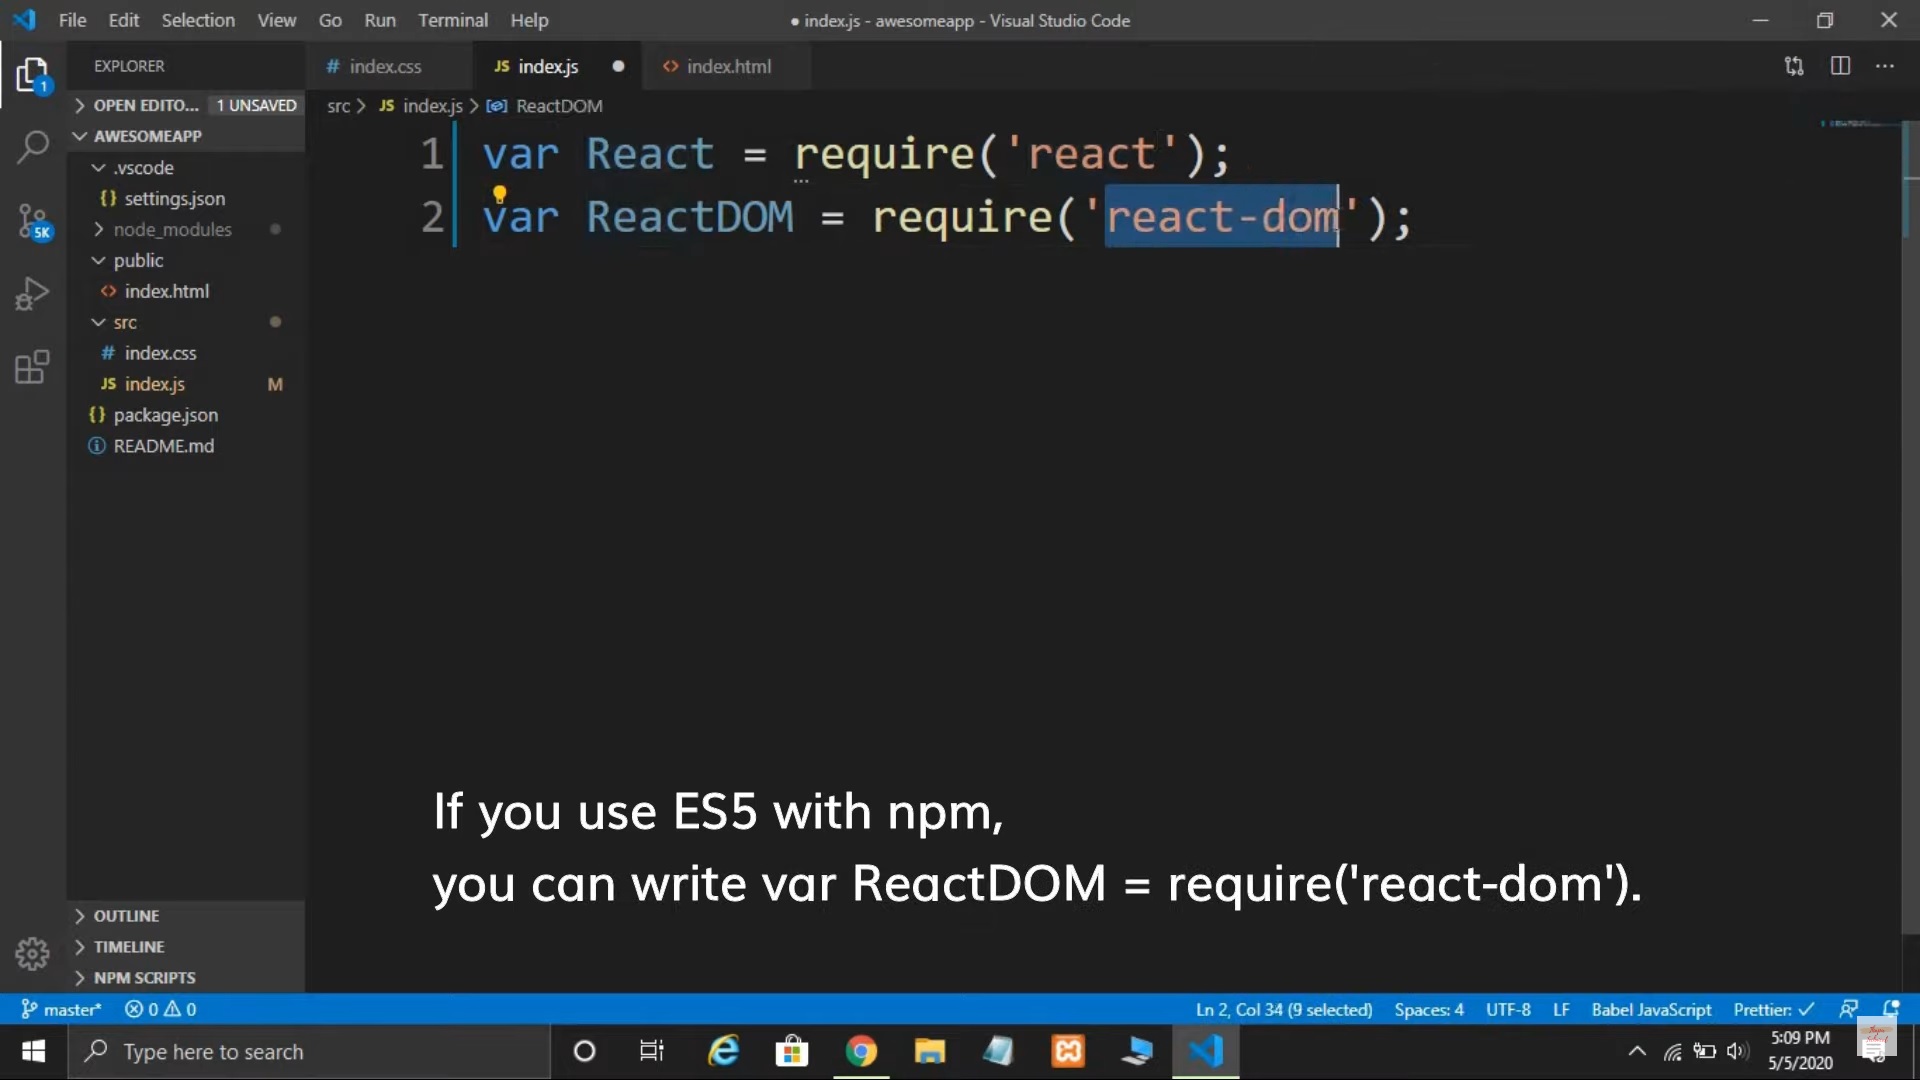 File Edit Selection View Go Run Terminal Help
● index.js - awesomeapp - Visual Studio Code
EXPLORER
# index.css
JS index.js ●
<> index.html
OPEN EDITO... 1 UNSAVED
src > JS index.js > ReactDOM
AWESOMEAPP
.vscode
{} settings.json
node_modules
public
<> index.html
src
# index.css
JS index.js M
{} package.json
README.md
OUTLINE
TIMELINE
NPM SCRIPTS
1
5K
1 var React = require('react');
2 var ReactDOM = require('react-dom');
If you use ES5 with npm,
you can write var ReactDOM = require('react-dom').
master* 0 0
Ln 2, Col 34 (9 selected) Spaces: 4 UTF-8 LF Babel JavaScript Prettier: ✓
Type here to search
5:09 PM
5/5/2020